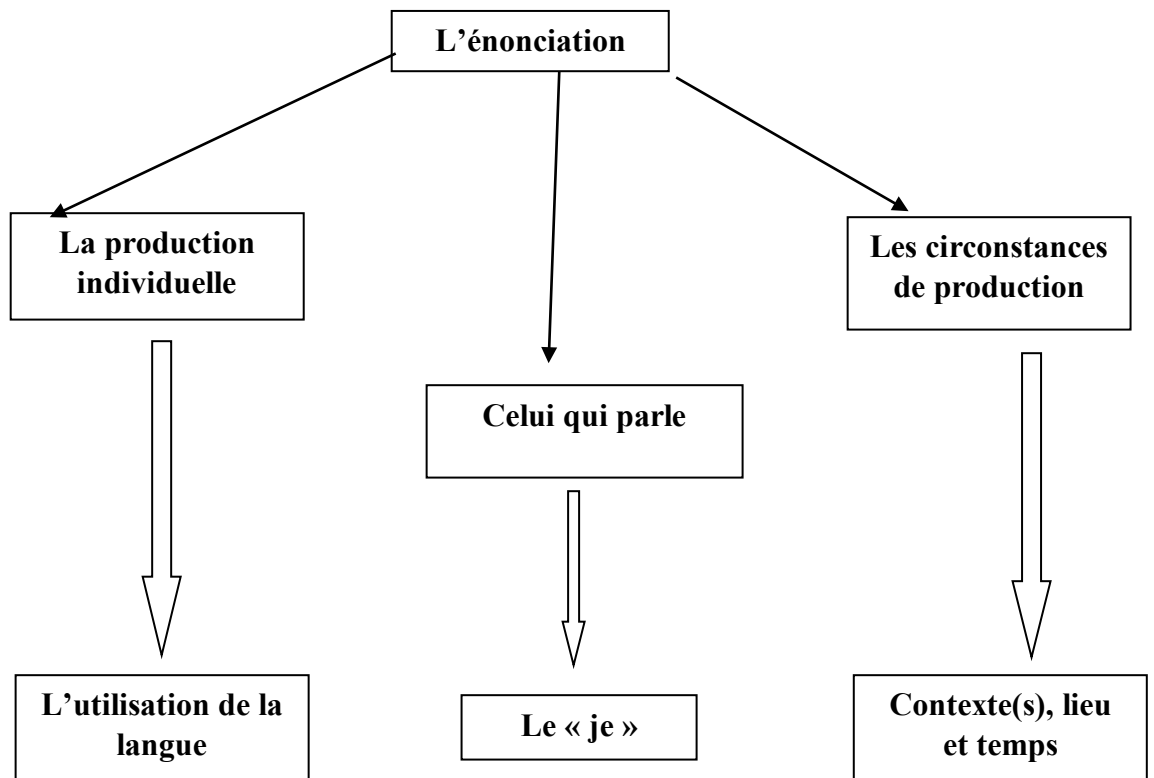 L’énonciation
La production
individuelle
Les circonstances
de production
Celui qui parle
L’utilisation de la
langue
Le « je »
Contexte(s), lieu
et temps